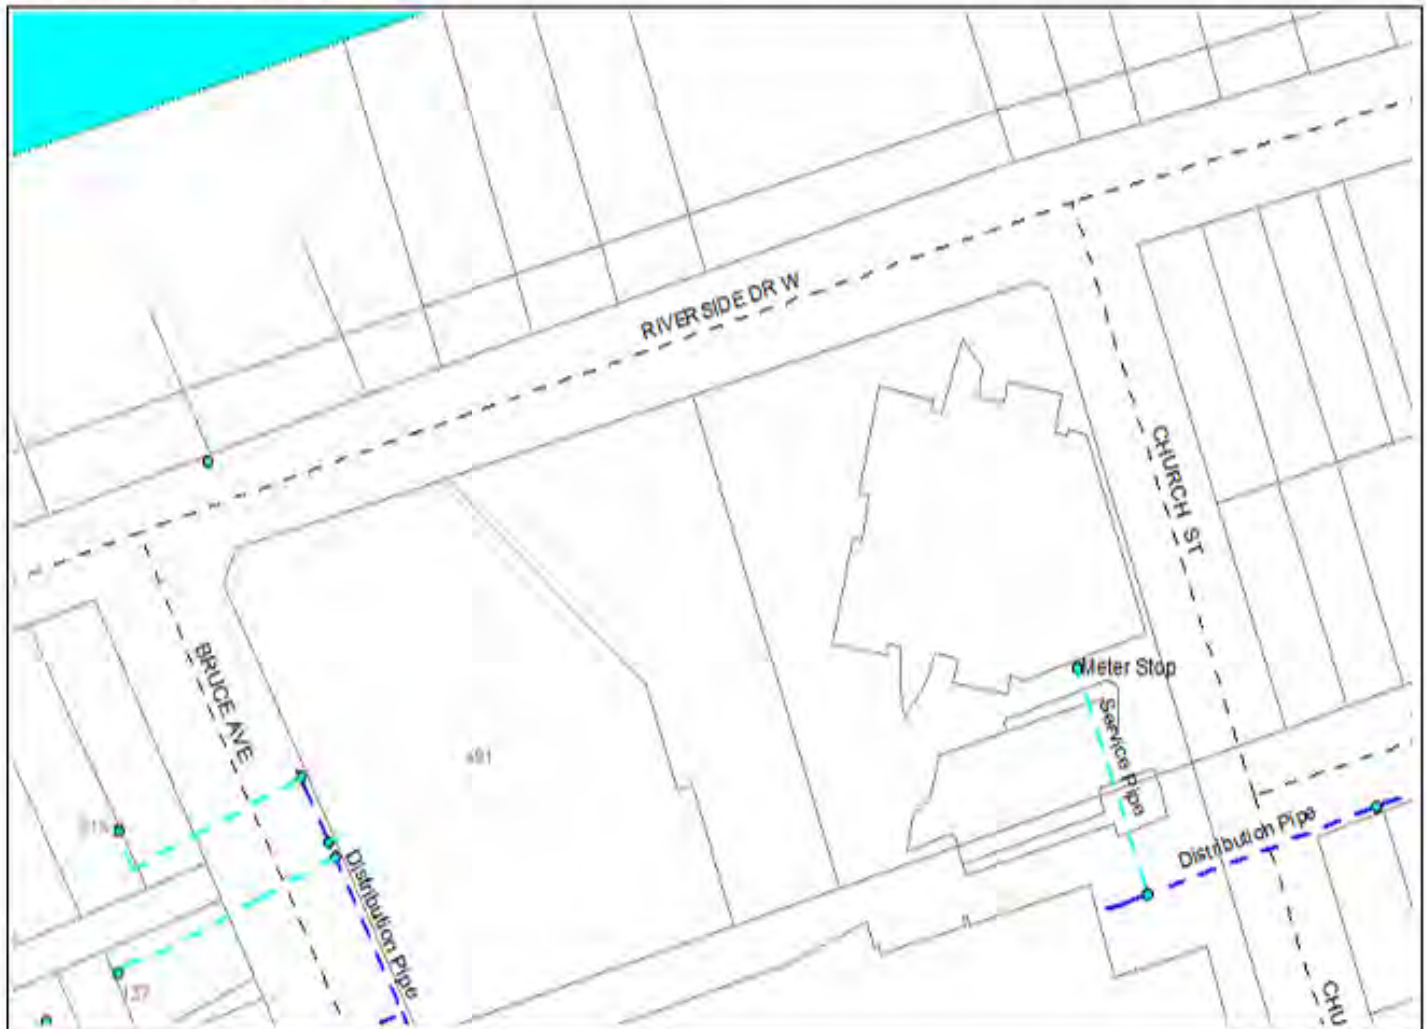 RIVERSIDE DR W
CHURCH ST
BRUCE AVE
Meter Stop
Service Pipe
Distribution Pipe
Distribution Pipe
CHU